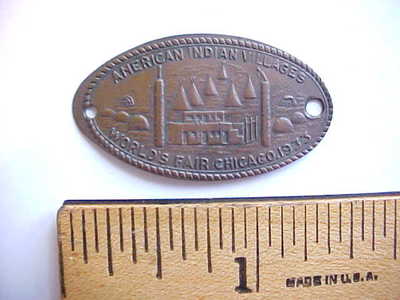 AMERICAN INDIAN VILLAGES
WORLD'S FAIR CHICAGO, 1933
1
MADE IN U.S.A.